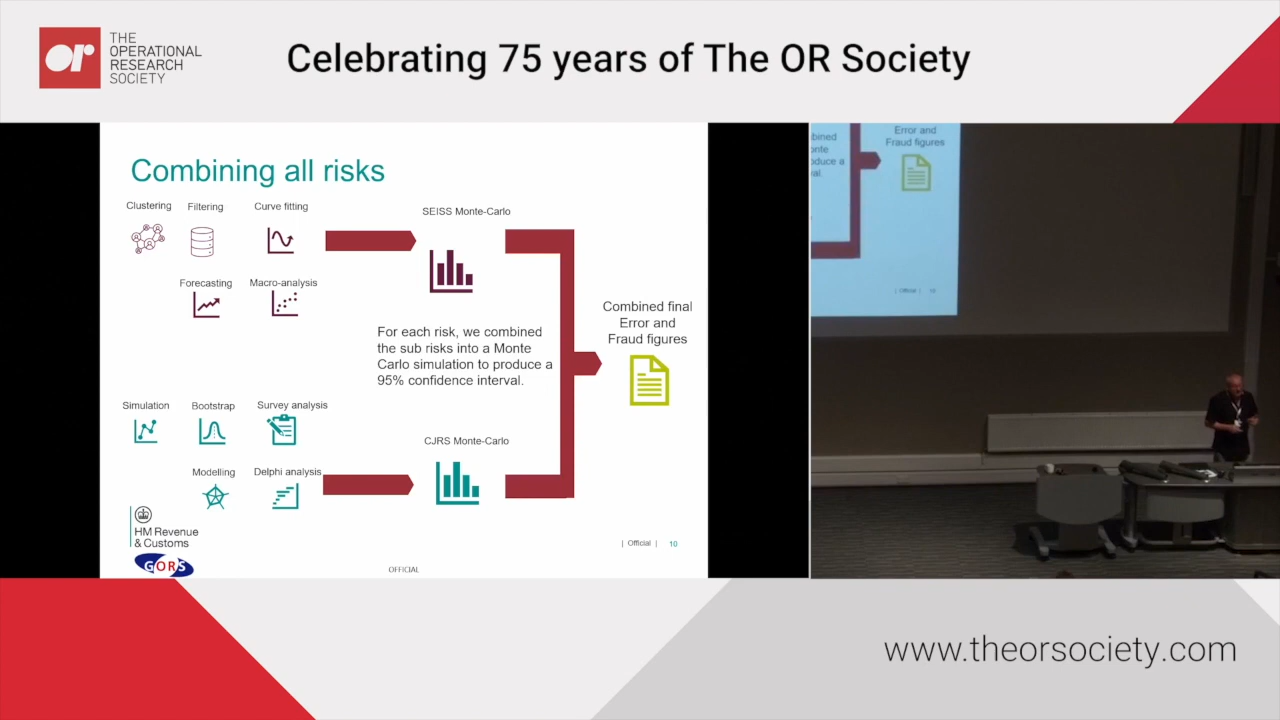 or
THE
OPERATIONAL
RESEARCH
SOCIETY
Celebrating 75 years of The OR Society
Combining all risks
Clustering
Filtering
Curve fitting
SEISS Monte-Carlo
Forecasting
Macro-analysis
Combined final
Error and
Fraud figures
For each risk, we combined
the sub risks into a Monte
Carlo simulation to produce a
95% confidence interval.
Simulation
Bootstrap
Survey analysis
CJRS Monte-Carlo
Modelling
Delphi analysis
HM Revenue
& Customs
GORS
| Official | 10
OFFICIAL
Error and
Fraud figures
| Official | 10
www.theorsociety.com